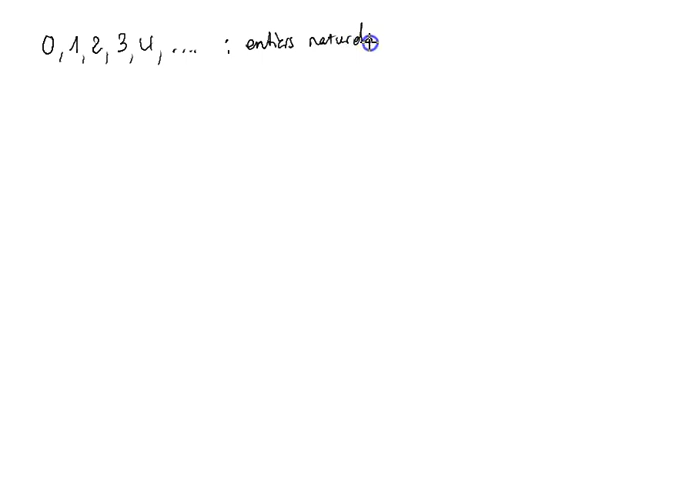 0, 1, 2, 3, 4, .... : entiers naturels